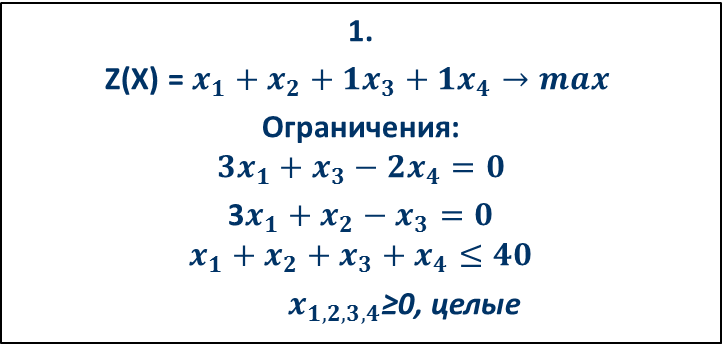 1.
Z(X) = x₁ + x₂ + 1x₃ + 1x₄ → max
Ограничения:
3x₁ + x₃ − 2x₄ = 0
3x₁ + x₂ − x₃ = 0
x₁ + x₂ + x₃ + x₄ ≤ 40
x₁,₂,₃,₄≥0, целые